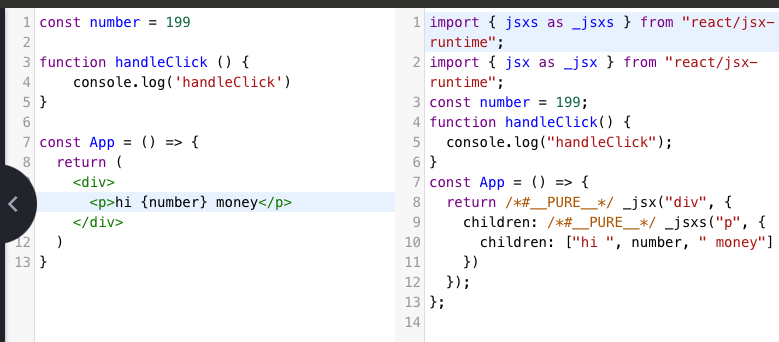 1 const number = 199
2
3 function handleClick () {
4     console.log('handleClick')
5 }
6
7 const App = () => {
8   return (
    <div>
      <p>hi {number} money</p>
    </div>
12   )
13 }
1 import { jsxs as _jsxs } from "react/jsx-
runtime";
2 import { jsx as _jsx } from "react/jsx-
runtime";
3 const number = 199;
4 function handleClick() {
5   console.log("handleClick");
6 }
7 const App = () => {
8   return /*#__PURE__*/ _jsx("div", {
9     children: /*#__PURE__*/ _jsxs("p", {
10       children: ["hi ", number, " money"]
11     })
12   });
13 };
14